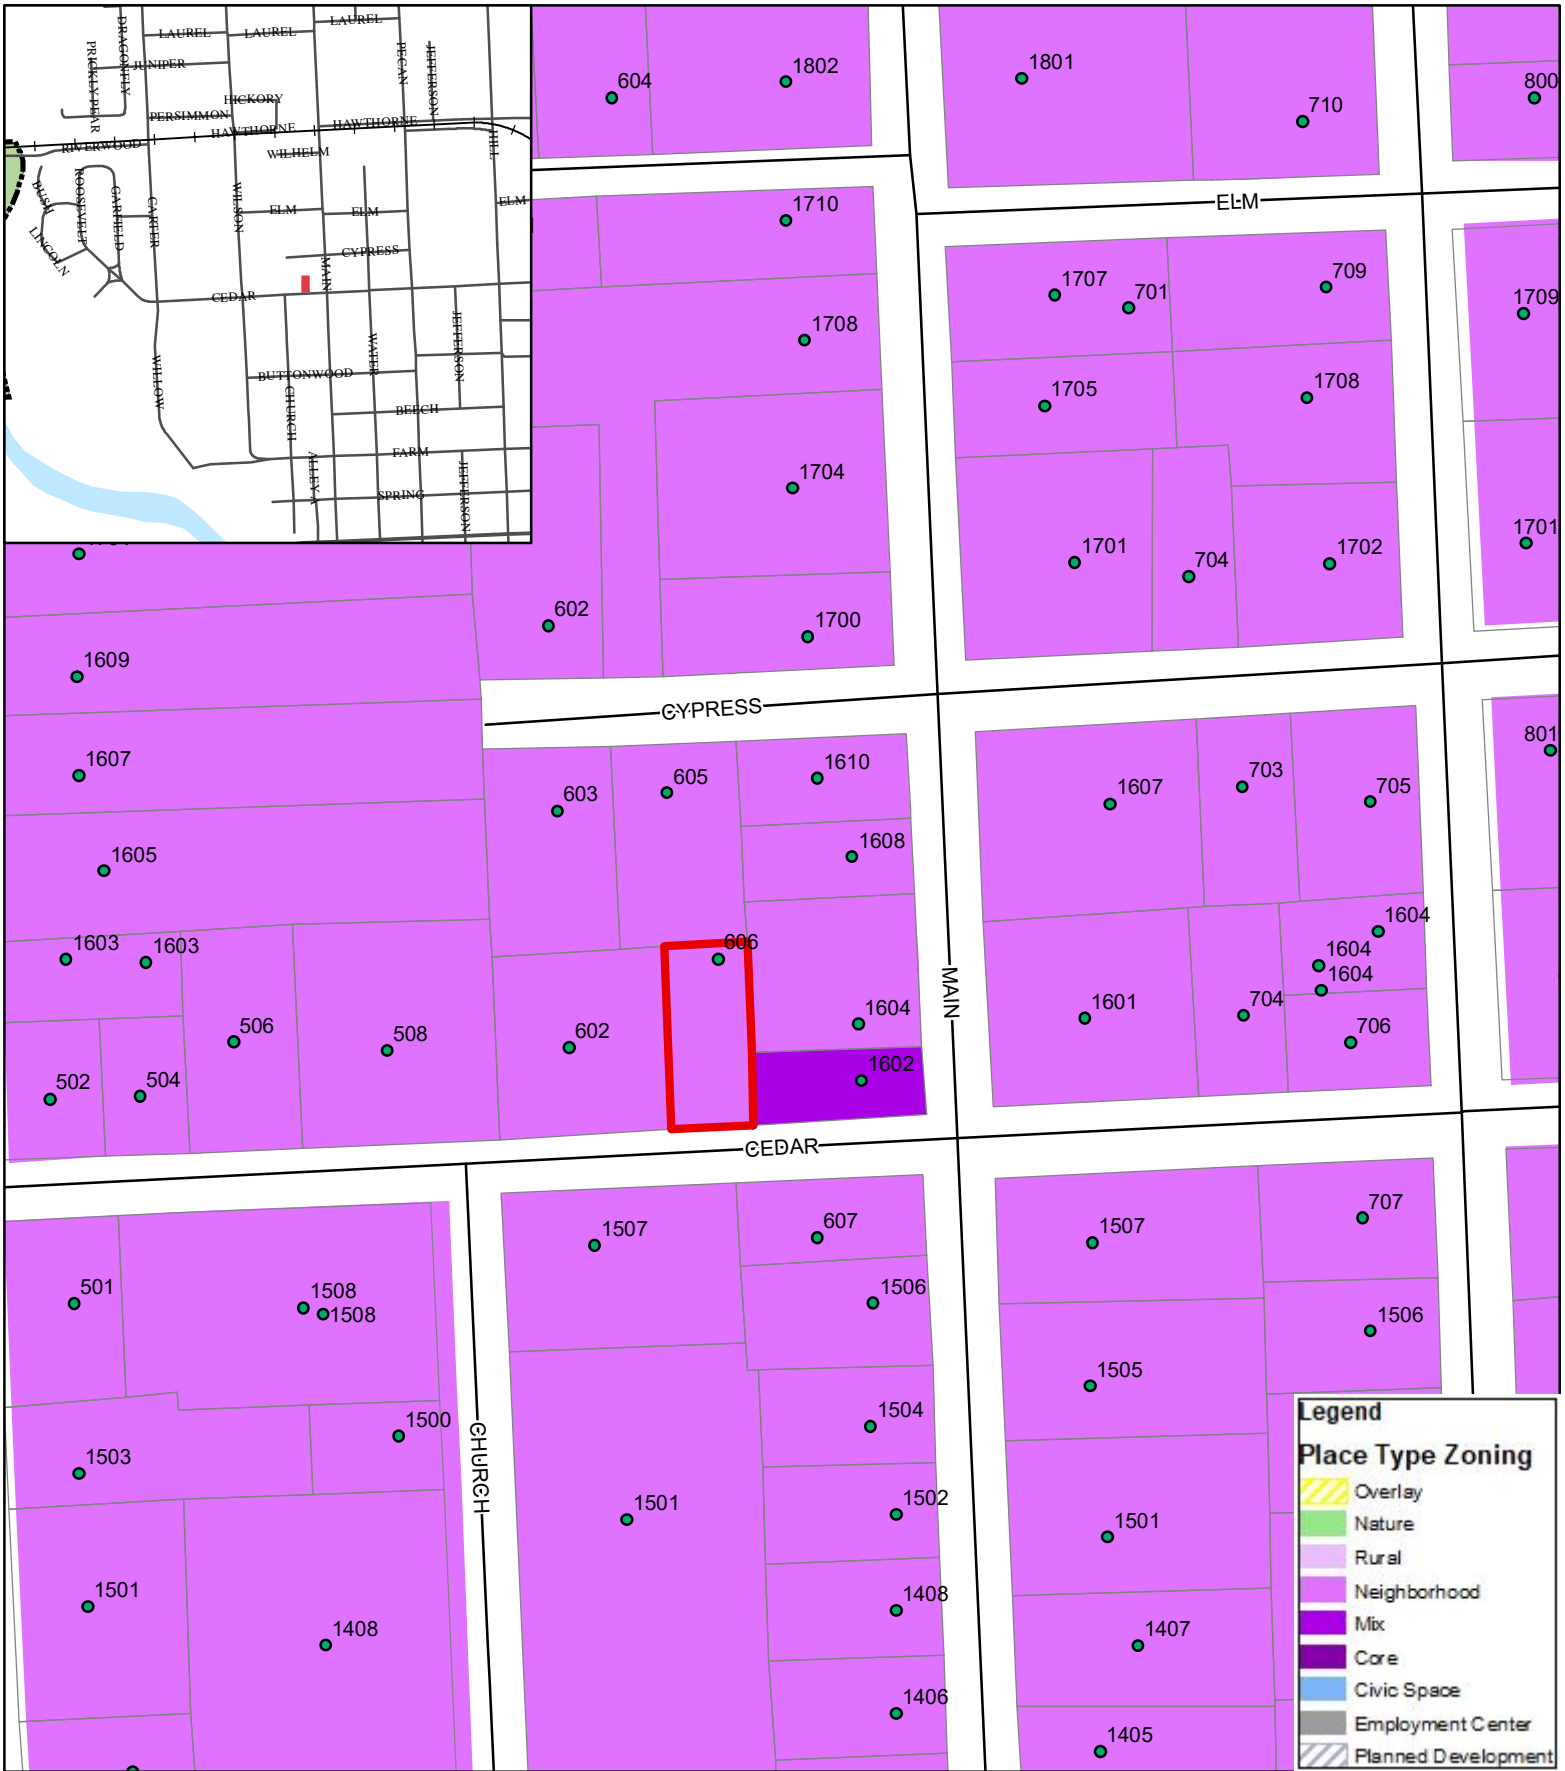 LAUREL
LAUREL
LAUREL
DRAGONFLY
PRICKLY PEAR
JUNIPER
PECAN
JEFFERSON
HICKORY
PERSIMMON
HAWTHORNE
HAWTHORNE
RIVERWOOD
WILHELM
HILL
BUSH
ROOSEVELT
GARFIELD
CARTER
WILSON
ELM
ELM
ELM
LINCOLN
CYPRESS
MAIN
CEDAR
WILLOW
WATER
JEFFERSON
BUTTONWOOD
CHURCH
BEECH
FARM
ALLEY A
SPRING
JEFFERSON
604
1802
1801
710
800
ELM
1710
1707
701
709
1709
1708
1705
1708
1704
1701
704
1702
1701
602
1700
1609
CYPRESS
1607
603
605
1610
1607
703
705
801
1605
1608
1603
1603
606
1604
1604
1604
MAIN
506
508
602
1604
1601
704
706
502
504
1602
CEDAR
1507
607
1507
707
501
1508
1508
1506
1506
1505
1503
1500
CHURCH
1504
1501
1502
1501
1501
1408
1408
1407
1406
1405
Legend
Place Type Zoning
Overlay
Nature
Rural
Neighborhood
Mix
Core
Civic Space
Employment Center
Planned Development